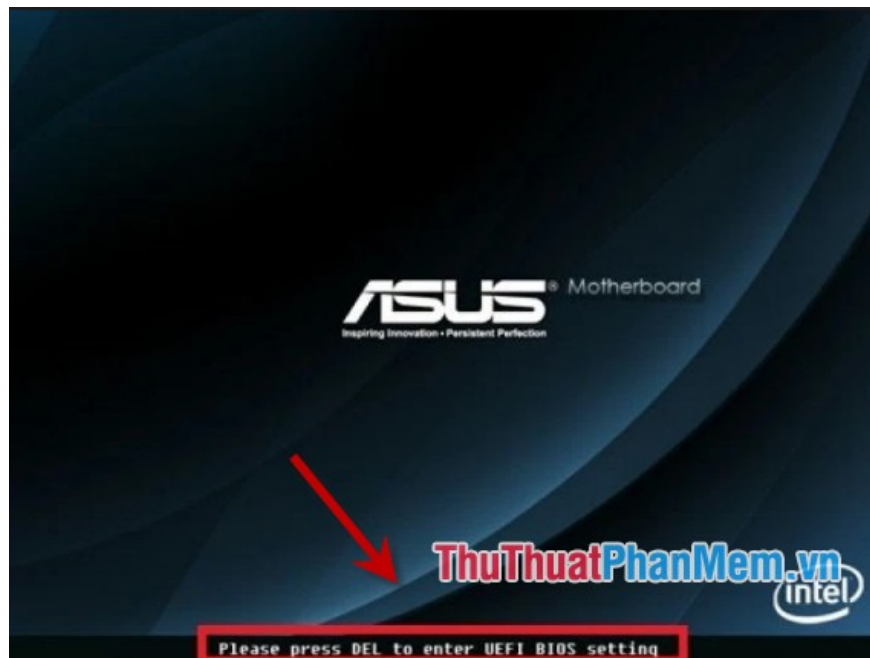 ASUS® Motherboard
Inspiring Innovation • Persistent Perfection
ThuThuatPhanMem.vn
intel
Please press DEL to enter UEFI BIOS setting